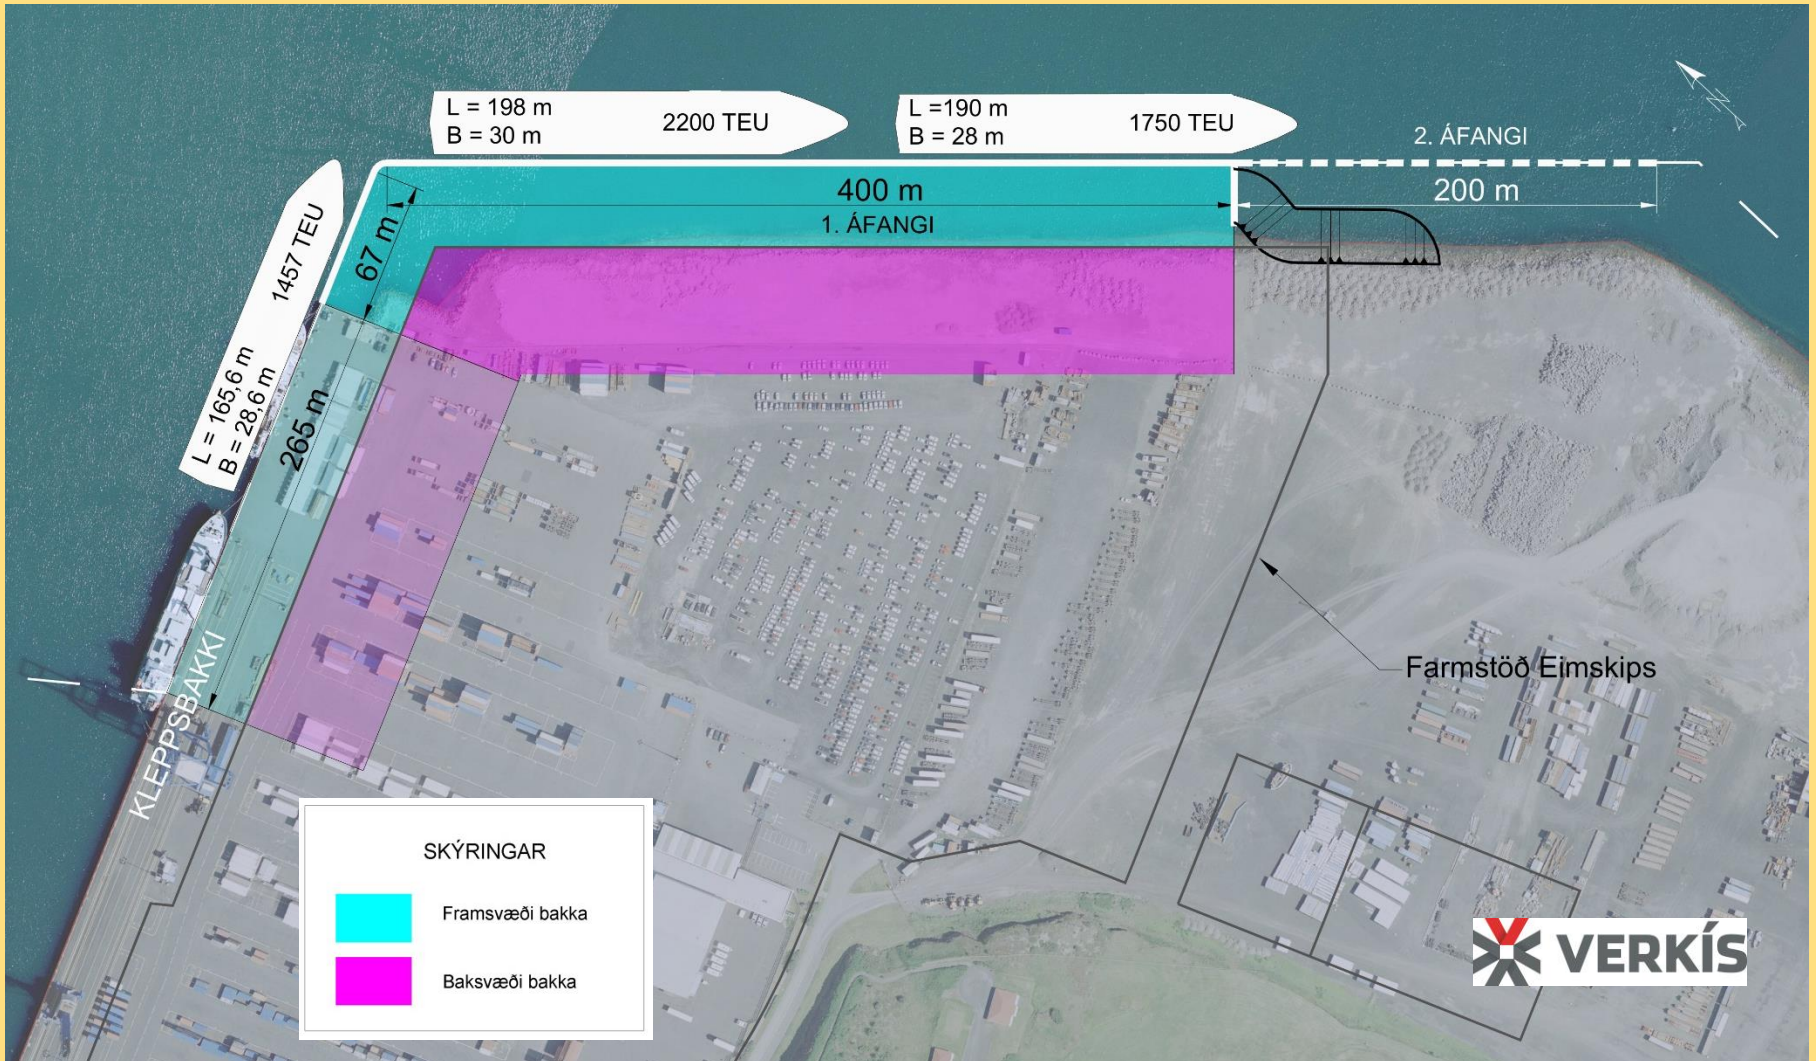 L = 198 m
B = 30 m
2200 TEU
L =190 m
B = 28 m
1750 TEU
N
2. ÁFANGI
400 m
200 m
1. ÁFANGI
67 m
1457 TEU
L = 165,6 m
B = 28,6 m
265 m
KLEPPSBAKKI
Farmstöð Eimskips
SKÝRINGAR
Framsvæði bakka
Baksvæði bakka
VERKÍS